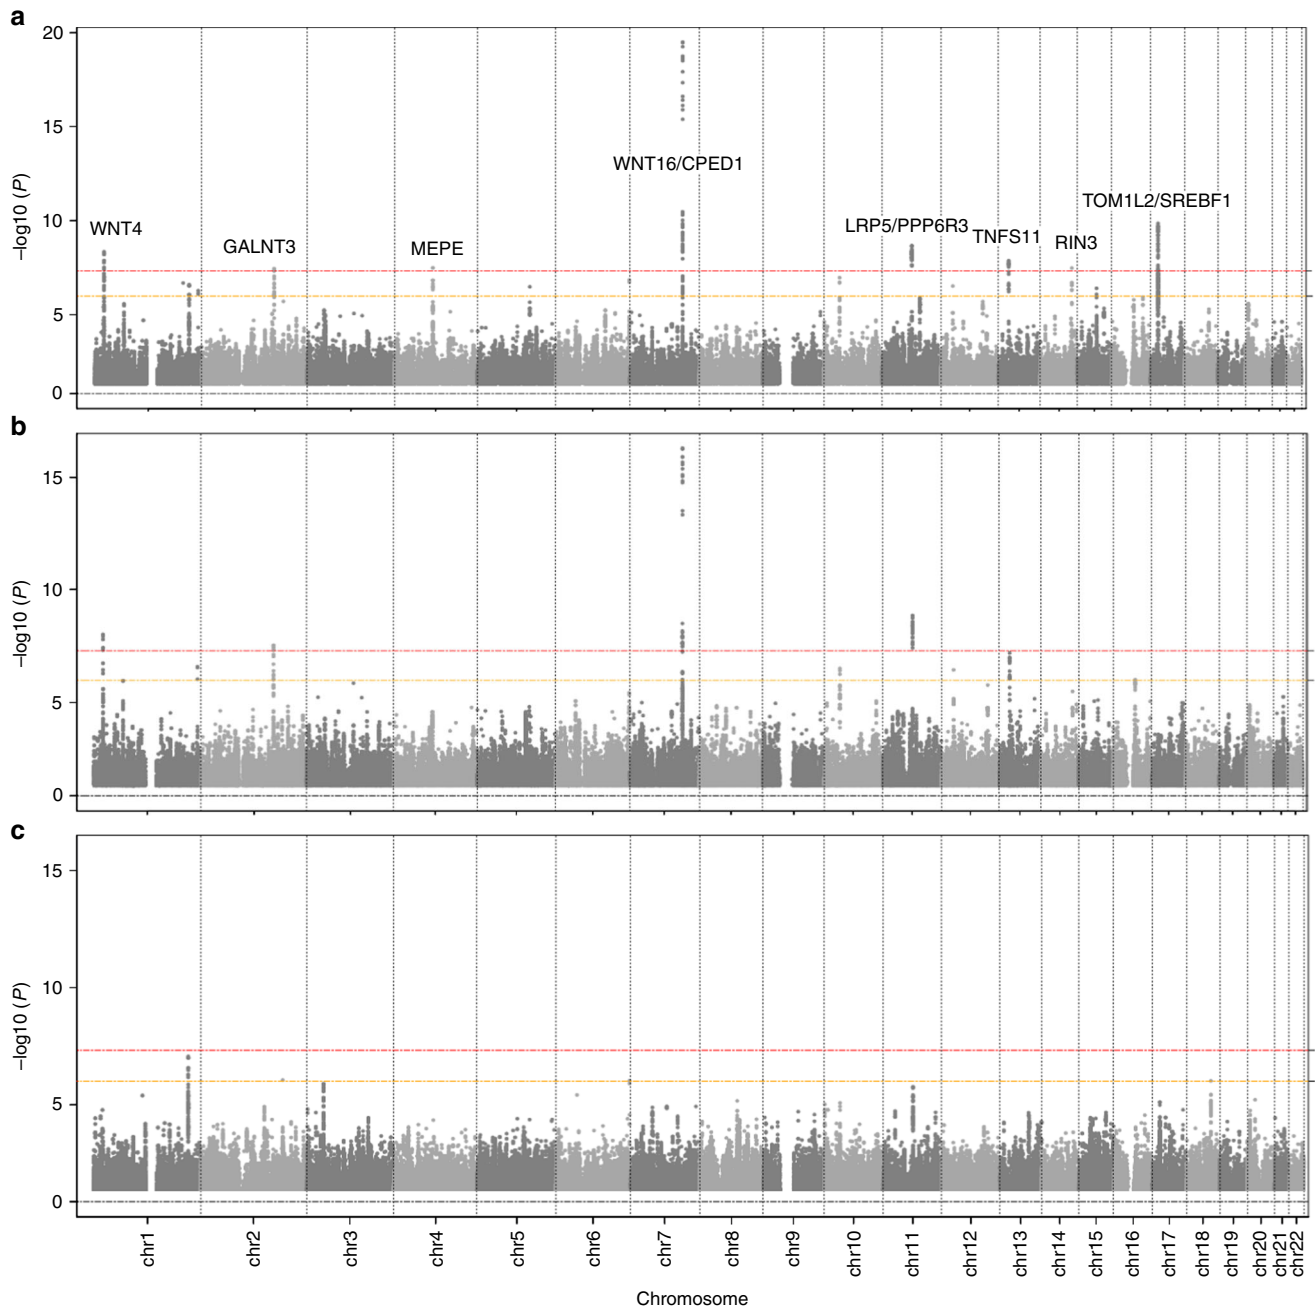 a
20
15
10
5
0
–log10 (P)
WNT4
GALNT3
MEPE
WNT16/CPED1
LRP5/PPP6R3
TNFS11
RIN3
TOM1L2/SREBF1
b
15
10
5
0
–log10 (P)
c
15
10
5
0
–log10 (P)
chr1
chr2
chr3
chr4
chr5
chr6
chr7
chr8
chr9
chr10
chr11
chr12
chr13
chr14
chr15
chr16
chr17
chr18
chr19
chr20
chr21
chr22
Chromosome